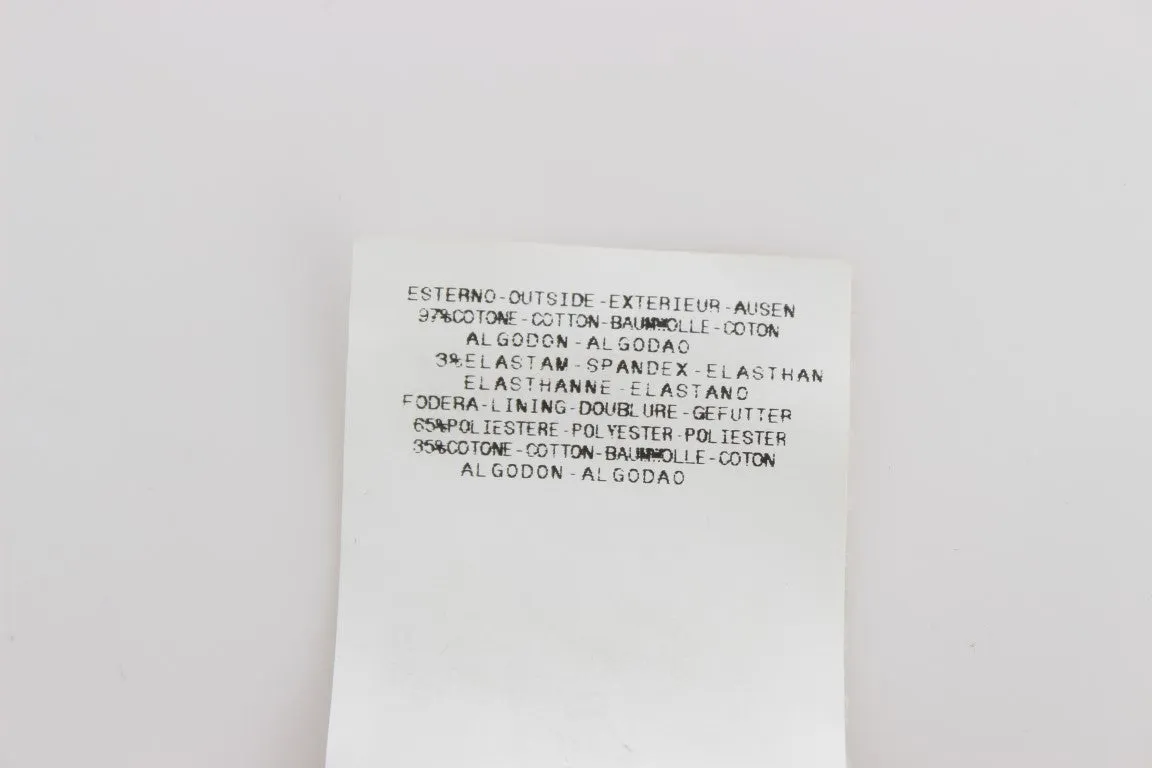 ESTERNO-OUTSIDE-EXTERIEUR-AUSEN
97%COTONE-COTTON-BAUMWOLLE-COTON
ALGODON-ALGODAO
3%ELASTAM-SPANDEX-ELASTHAN
ELASTHANNE-ELASTANO
FODERA-LINING-DOUBLURE-GEFUTTER
65%POLIESTERE-POLYESTER-POLIESTER
35%COTONE-COTTON-BAUMWOLLE-COTON
ALGODON-ALGODAO